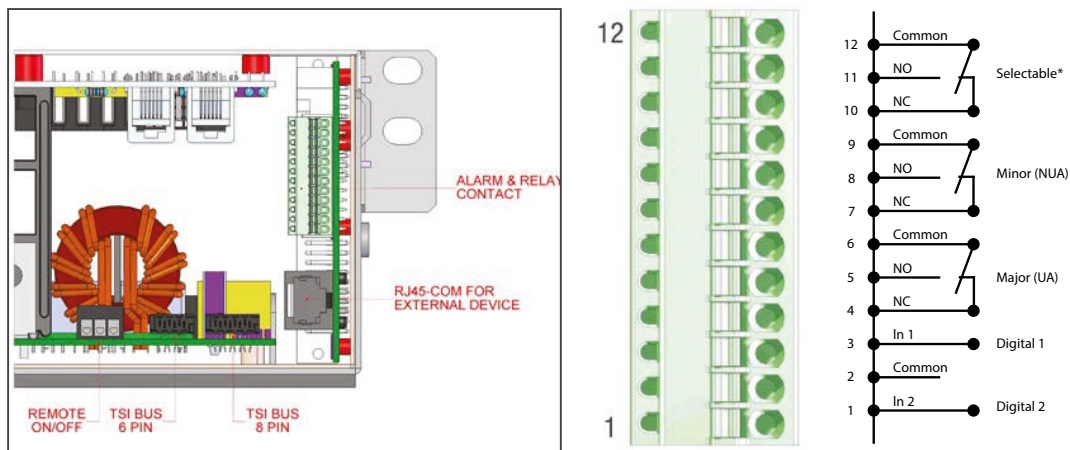 ALARM & RELAY
CONTACT
RJ45-COM FOR
EXTERNAL DEVICE
REMOTE
ON/OFF
TSI BUS
6 PIN
TSI BUS
8 PIN
12
1
12 Common
11 NO Selectable*
10 NC
9 Common
8 NO Minor (NUA)
7 NC
6 Common
5 NO Major (UA)
4 NC
3 In 1 Digital 1
2 Common
1 In 2 Digital 2